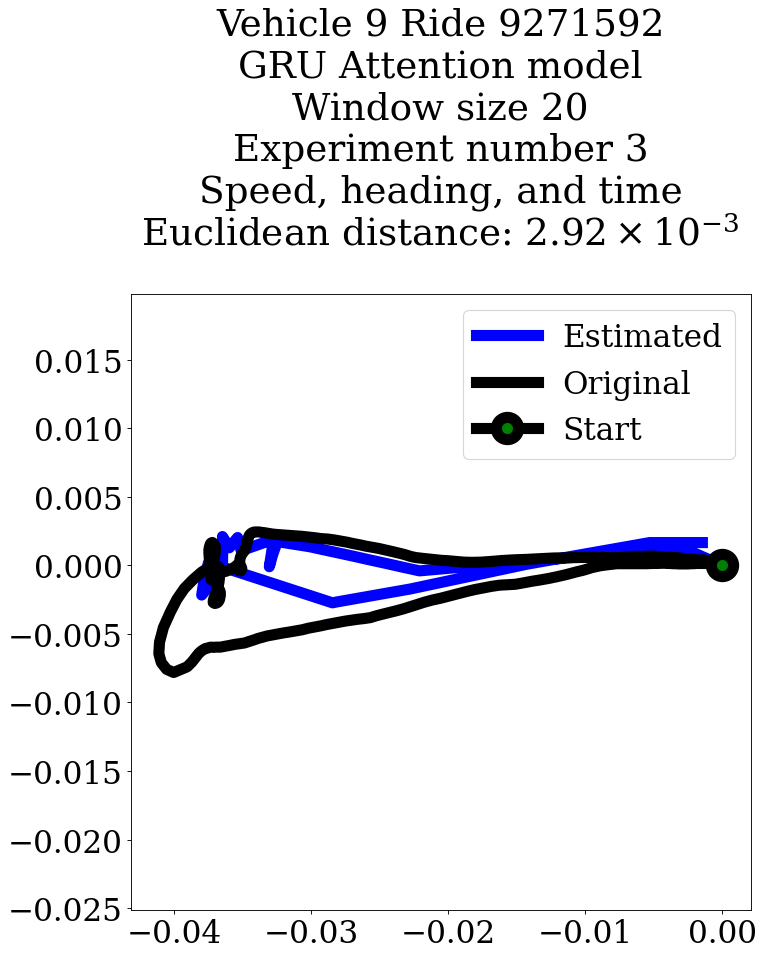 Vehicle 9 Ride 9271592
GRU Attention model
Window size 20
Experiment number 3
Speed, heading, and time
Euclidean distance: 2.92 × 10⁻³
Estimated
Original
Start
0.015
0.010
0.005
0.000
−0.005
−0.010
−0.015
−0.020
−0.025
−0.04 −0.03 −0.02 −0.01 0.00